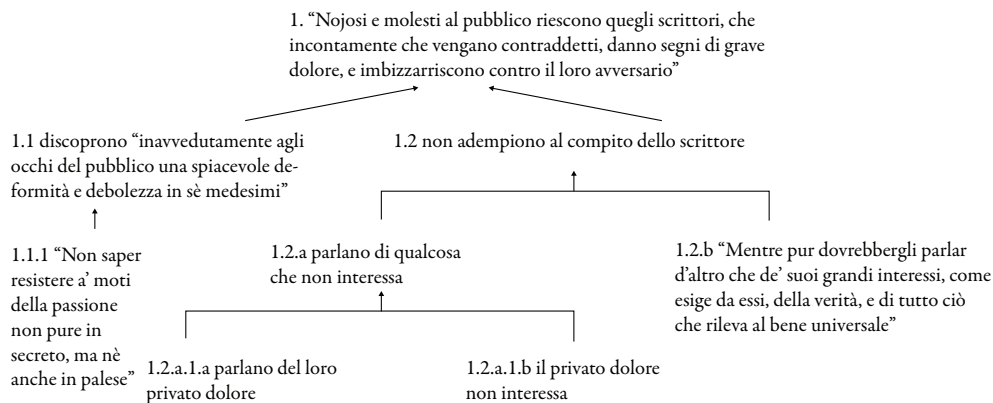 1. “Nojosi e molesti al pubblico riescono quegli scrittori, che
incontamente che vengano contraddetti, danno segni di grave
dolore, e imbizzarriscono contro il loro avversario”
1.1 discoprono “inavvedutamente agli
occhi del pubblico una spiacevole de-
formità e debolezza in sè medesimi”
1.2 non adempiono al compito dello scrittore
1.1.1 “Non saper
resistere a’ moti
della passione
non pure in
secreto, ma nè
anche in palese”
1.2.a parlano di qualcosa
che non interessa
1.2.b “Mentre pur dovrebbergli parlar
d’altro che de’ suoi grandi interessi, come
esige da essi, della verità, e di tutto ciò
che rileva al bene universale”
1.2.a.1.a parlano del loro
privato dolore
1.2.a.1.b il privato dolore
non interessa